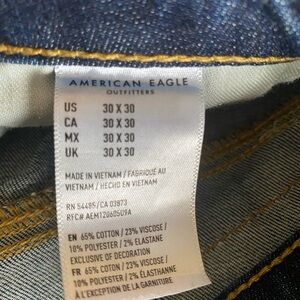 AMERICAN EAGLE
OUTFITTERS
US 30 X 30
CA 30 X 30
MX 30 X 30
UK 30 X 30
MADE IN VIETNAM / FABRIQUÉ AU
VIETNAM / HECHO EN VIETNAM
RN 54485/CA 03873
RFC# AEM120605U9A
EN 65% COTTON / 23% VISCOSE /
10% POLYESTER / 2% ELASTANE
EXCLUSIVE OF DECORATION
FR 65% COTON / 23% VISCOSE /
10% POLYESTER / 2% ÉLASTHANNE
À L'EXCEPTION DE LA GARNITURE